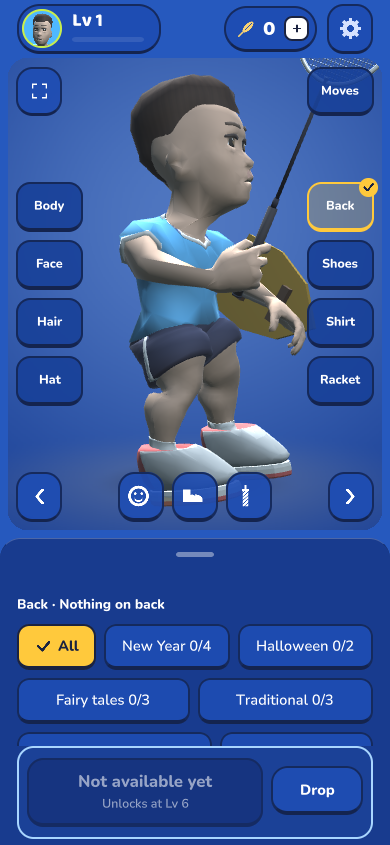 Lv 1
0
+
Moves
Body
Back
Face
Shoes
Hair
Shirt
Hat
Racket
Back · Nothing on back
All
New Year 0/4
Halloween 0/2
Fairy tales 0/3
Traditional 0/3
Not available yet
Unlocks at Lv 6
Drop